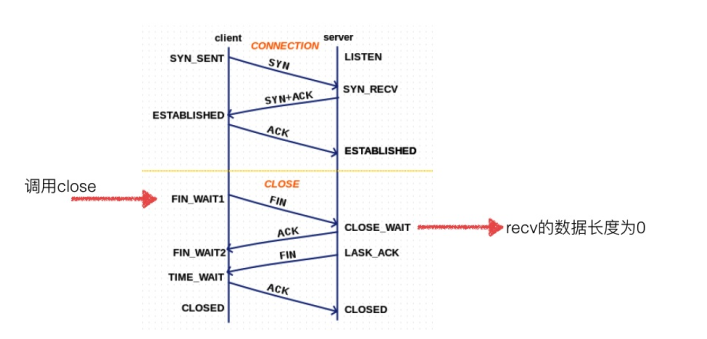 client
server
CONNECTION
SYN_SENT
LISTEN
SYN
SYN_RECV
SYN+ACK
ESTABLISHED
ACK
ESTABLISHED
CLOSE
调用close
FIN_WAIT1
FIN
CLOSE_WAIT
recv的数据长度为0
ACK
FIN_WAIT2
LASK_ACK
FIN
TIME_WAIT
ACK
CLOSED
CLOSED